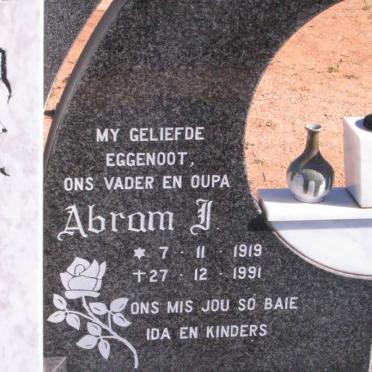 MY GELIEFDE
EGGENOOT,
ONS VADER EN OUPA
Abram J.
✶ 7 · 11 · 1919
✝ 27 · 12 · 1991
ONS MIS JOU SO BAIE
IDA EN KINDERS